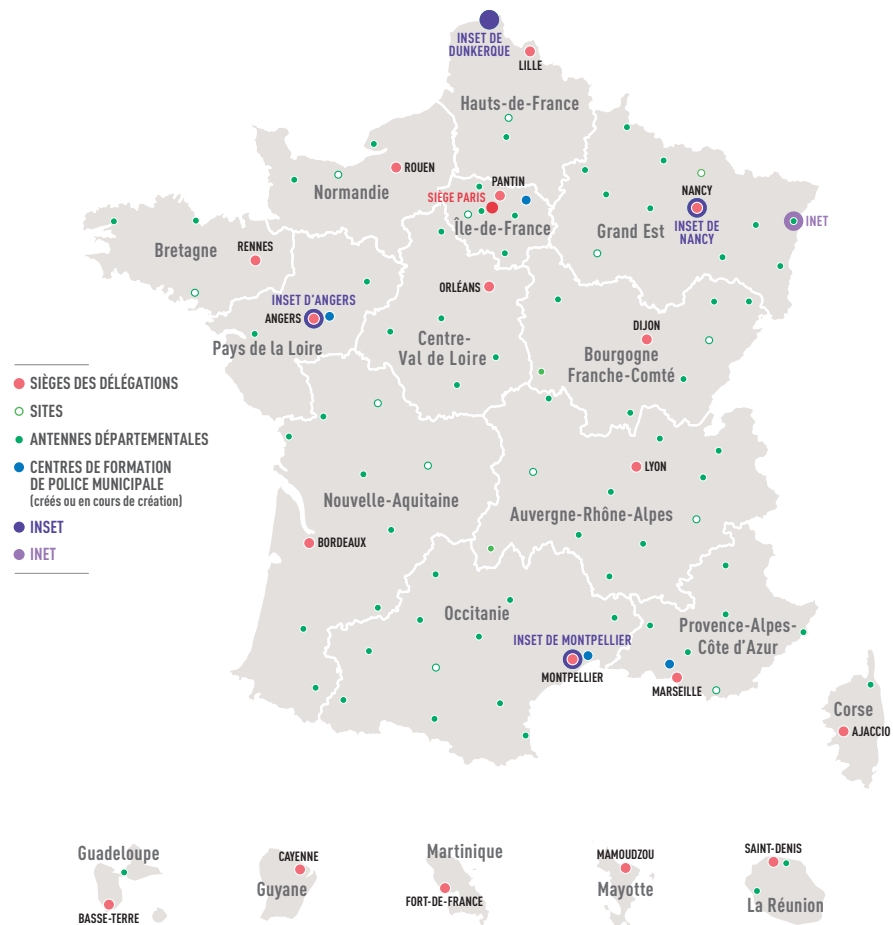 INSET DE
DUNKERQUE
LILLE
Hauts-de-France
ROUEN
Normandie
PANTIN
SIÈGE PARIS
Île-de-France
NANCY
INSET DE
NANCY
Grand Est
INET
Bretagne
RENNES
INSET D'ANGERS
ANGERS
Pays de la Loire
ORLÉANS
Centre-
Val de Loire
DIJON
Bourgogne
Franche-Comté
SIÈGES DES DÉLÉGATIONS
SITES
ANTENNES DÉPARTEMENTALES
CENTRES DE FORMATION
DE POLICE MUNICIPALE
(créés ou en cours de création)
INSET
INET
Nouvelle-Aquitaine
BORDEAUX
LYON
Auvergne-Rhône-Alpes
Occitanie
INSET DE MONTPELLIER
MONTPELLIER
Provence-Alpes-
Côte d'Azur
MARSEILLE
Corse
AJACCIO
Guadeloupe
BASSE-TERRE
CAYENNE
Guyane
Martinique
FORT-DE-FRANCE
MAMOUDZOU
Mayotte
SAINT-DENIS
La Réunion